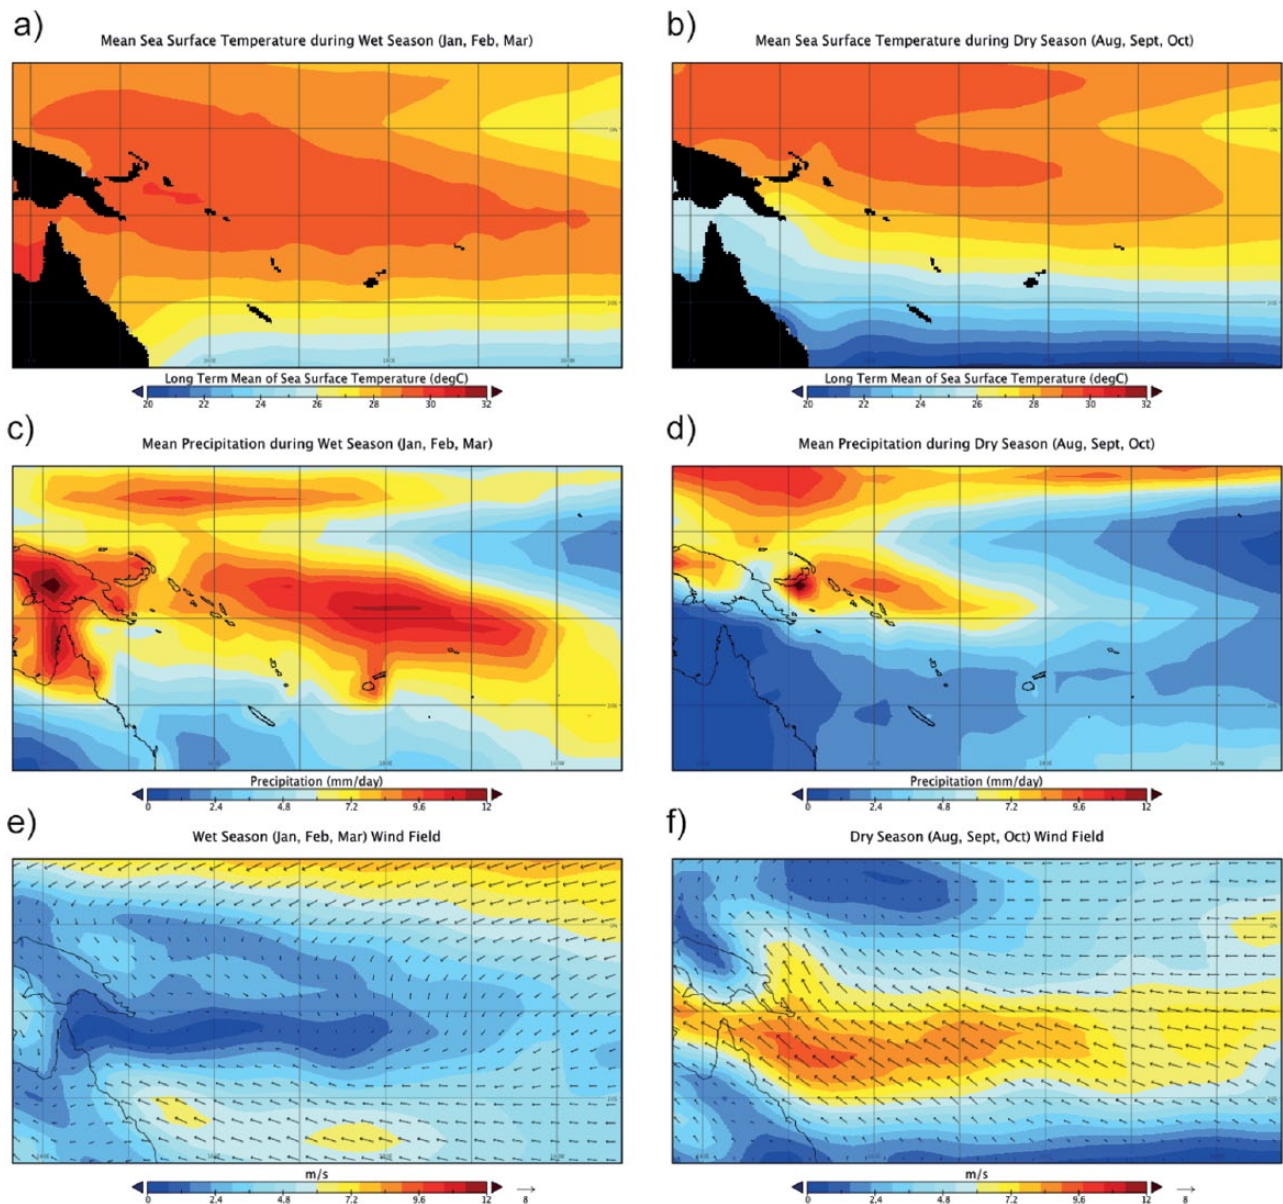 a)
Mean Sea Surface Temperature during Wet Season (Jan, Feb, Mar)
Long Term Mean of Sea Surface Temperature (degC)
20 22 24 26 28 30 32
b)
Mean Sea Surface Temperature during Dry Season (Aug, Sept, Oct)
Long Term Mean of Sea Surface Temperature (degC)
20 22 24 26 28 30 32
c)
Mean Precipitation during Wet Season (Jan, Feb, Mar)
Precipitation (mm/day)
0 2.4 4.8 7.2 9.6 12
d)
Mean Precipitation during Dry Season (Aug, Sept, Oct)
Precipitation (mm/day)
0 2.4 4.8 7.2 9.6 12
e)
Wet Season (Jan, Feb, Mar) Wind Field
m/s
0 2.4 4.8 7.2 9.6 12 8
f)
Dry Season (Aug, Sept, Oct) Wind Field
m/s
0 2.4 4.8 7.2 9.6 12 8